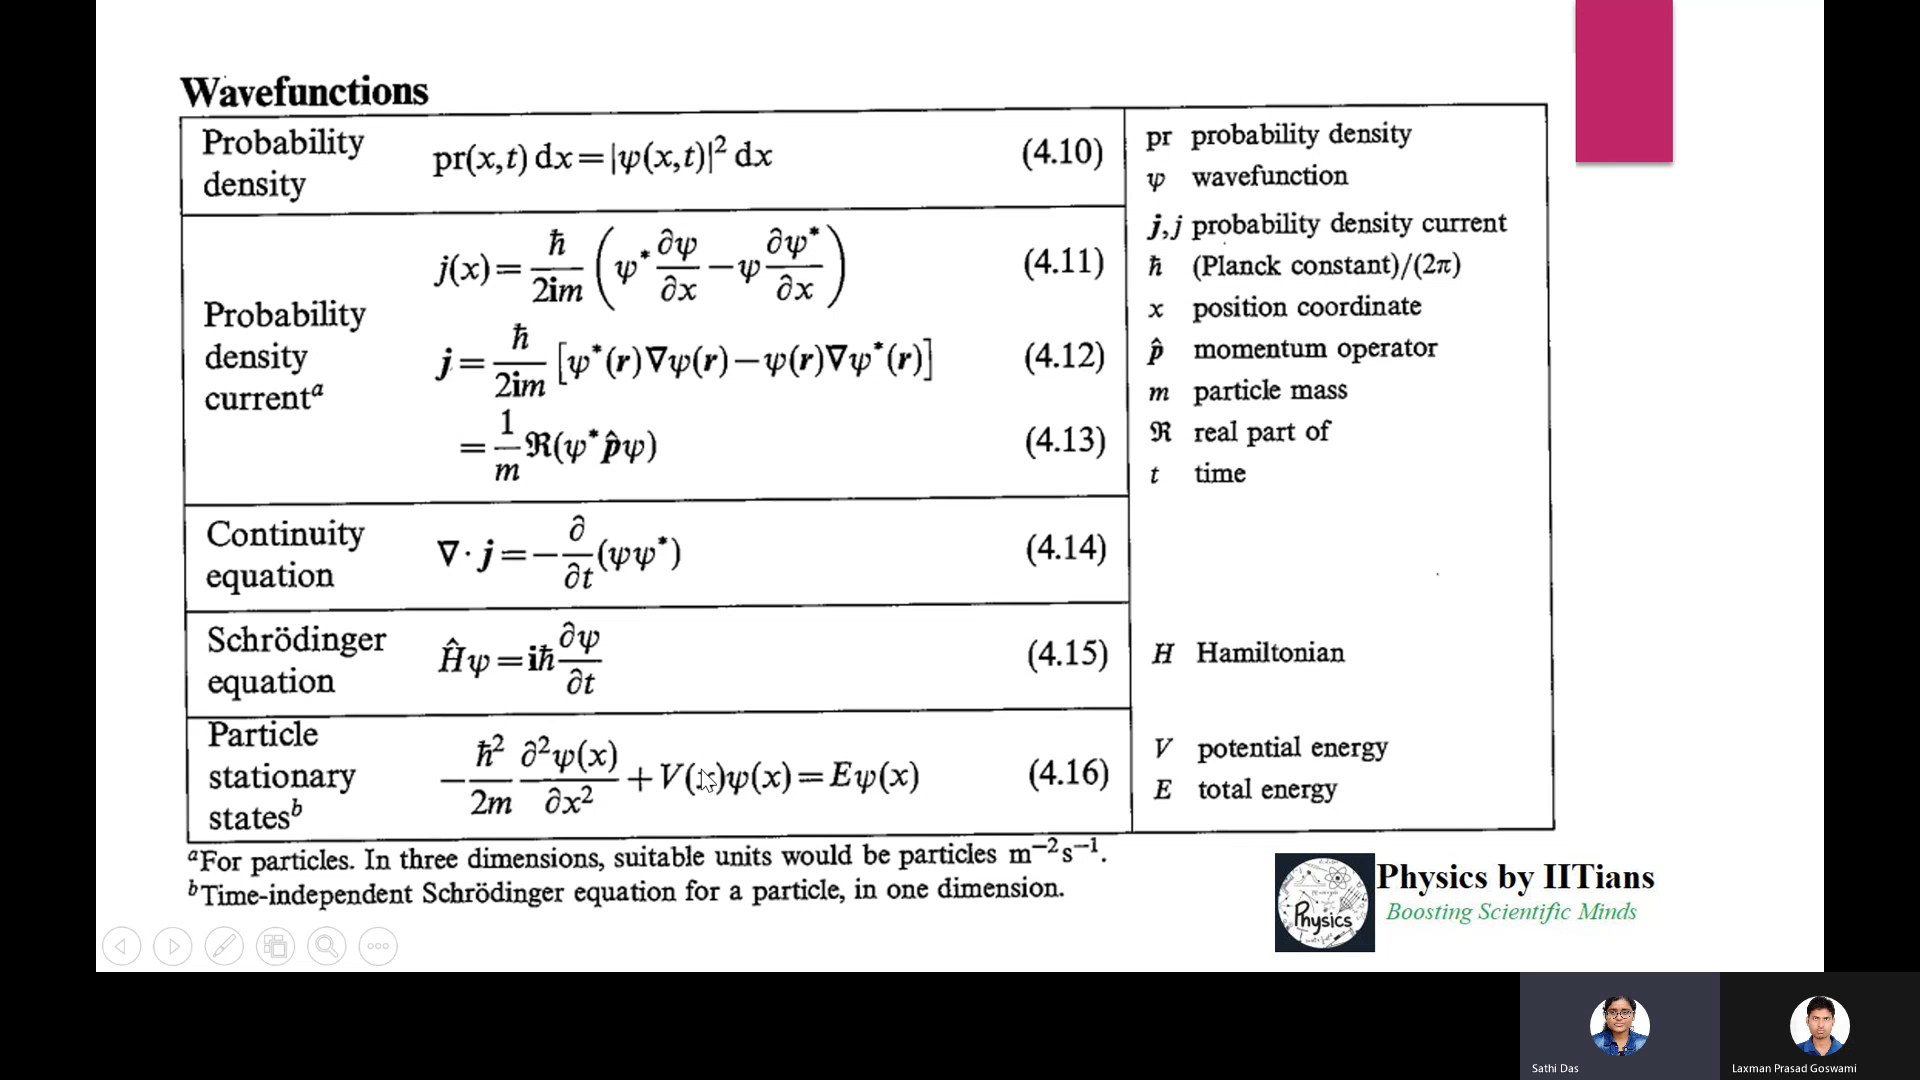 Wavefunctions
Probability density
pr(x,t) dx = |ψ(x,t)|² dx (4.10)
Probability density currentᵃ
j(x) = ħ/2im (ψ* ∂ψ/∂x − ψ ∂ψ*/∂x) (4.11)
j = ħ/2im [ψ*(r)∇ψ(r) − ψ(r)∇ψ*(r)] (4.12)
= 1/m ℜ(ψ* p̂ψ) (4.13)
Continuity equation
∇·j = −∂/∂t (ψψ*) (4.14)
Schrödinger equation
Ĥψ = iħ ∂ψ/∂t (4.15)
Particle stationary statesᵇ
−ħ²/2m ∂²ψ(x)/∂x² + V(x)ψ(x) = Eψ(x) (4.16)
pr probability density
ψ wavefunction
j,j probability density current
ħ (Planck constant)/(2π)
x position coordinate
p̂ momentum operator
m particle mass
ℜ real part of
t time
H Hamiltonian
V potential energy
E total energy
ᵃFor particles. In three dimensions, suitable units would be particles m⁻²s⁻¹.
ᵇTime-independent Schrödinger equation for a particle, in one dimension.
Physics
Physics by IITians
Boosting Scientific Minds
Sathi Das
Laxman Prasad Goswami